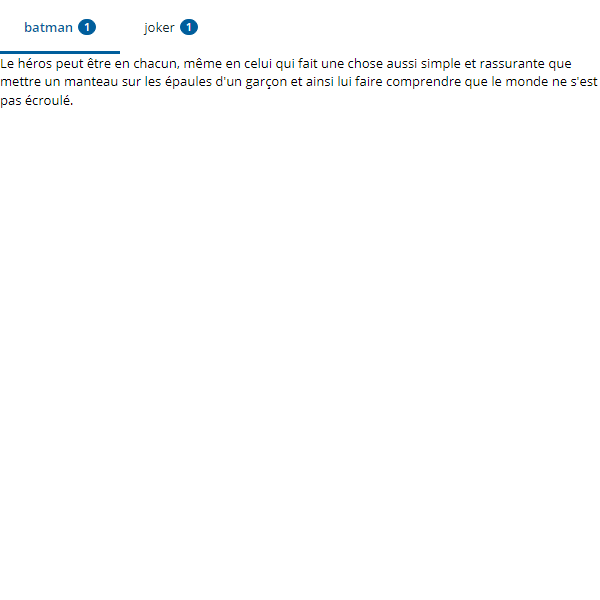 batman 1 joker 1
Le héros peut être en chacun, même en celui qui fait une chose aussi simple et rassurante que
mettre un manteau sur les épaules d'un garçon et ainsi lui faire comprendre que le monde ne s'est
pas écroulé.